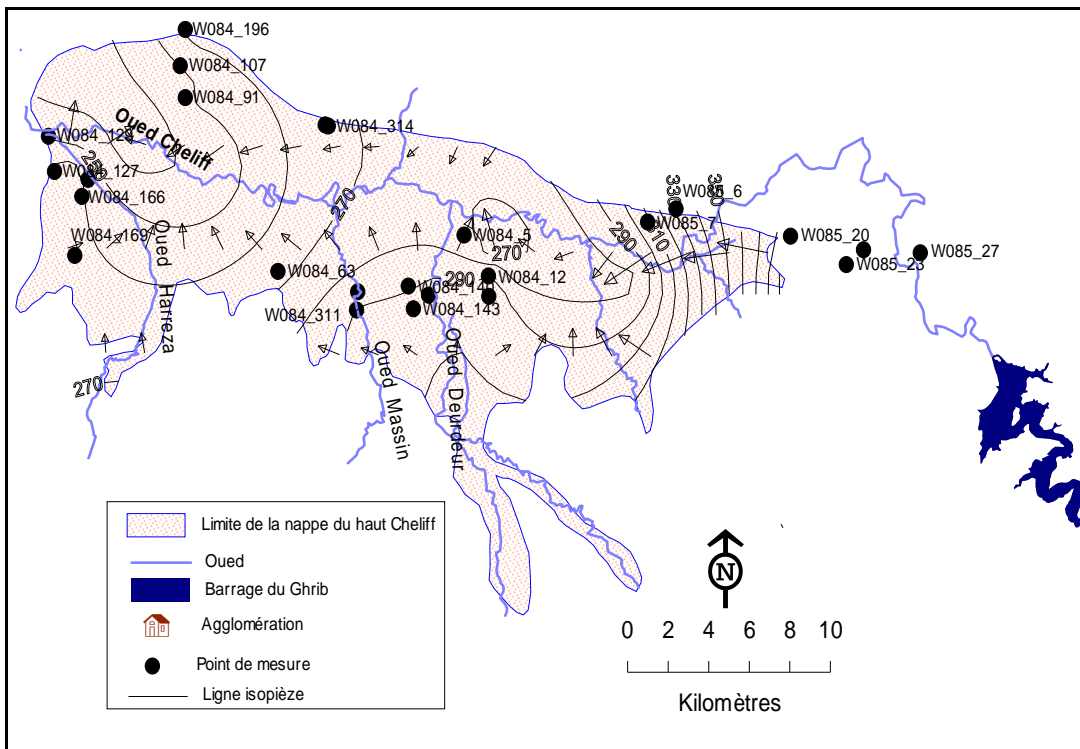 W084_196
W084_107
W084_91
W084_314
Oued Cheliff
W084_127
250
W084_166
W084_169
Oued Harreza
270
270
W084_63
W084_311
Oued Massin
290
W084_143
Oued Deurdeur
W084_5
270
W084_12
290
310
330
350
W085_6
W085_7
W085_20
W085_23
W085_27
Limite de la nappe du haut Cheliff
Oued
Barrage du Ghrib
Agglomération
Point de mesure
Ligne isopièze
N
0 2 4 6 8 10
Kilomètres